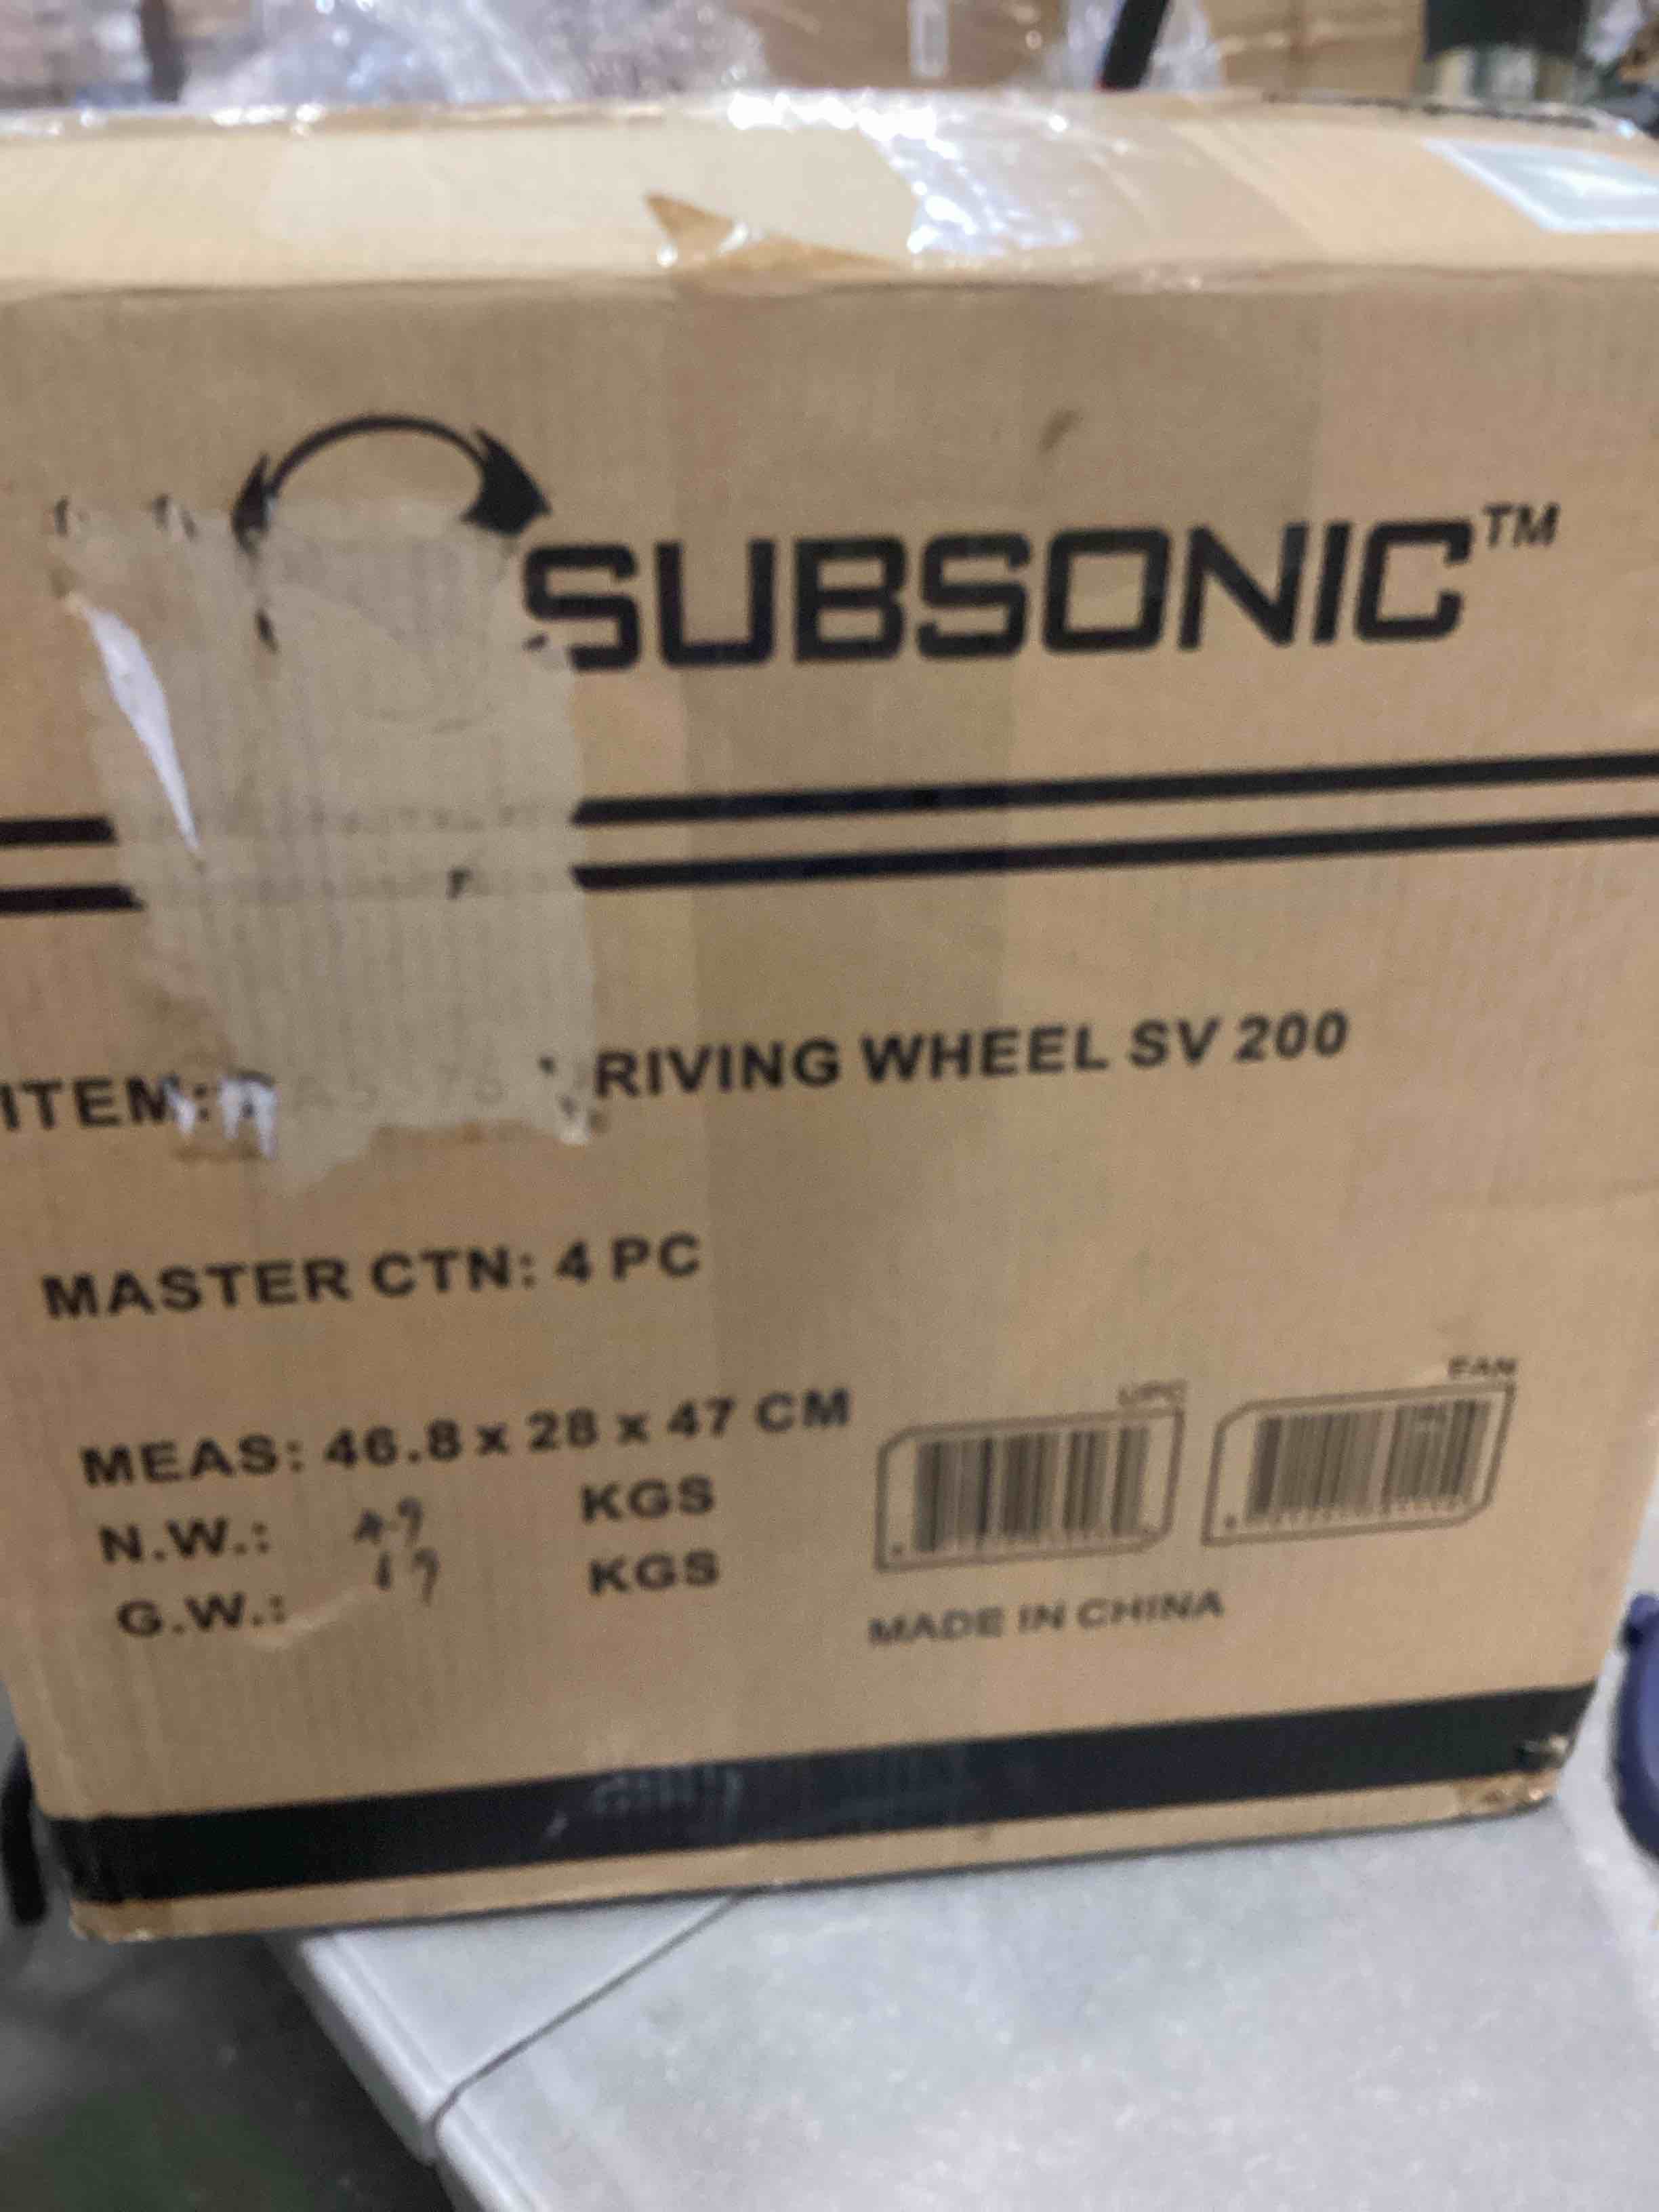 SUBSONIC™
ITEM: RIVING WHEEL SV 200
MASTER CTN: 4 PC
MEAS: 46.8 x 28 x 47 CM
N.W.: KGS
G.W.: KGS
UPC
EAN
MADE IN CHINA